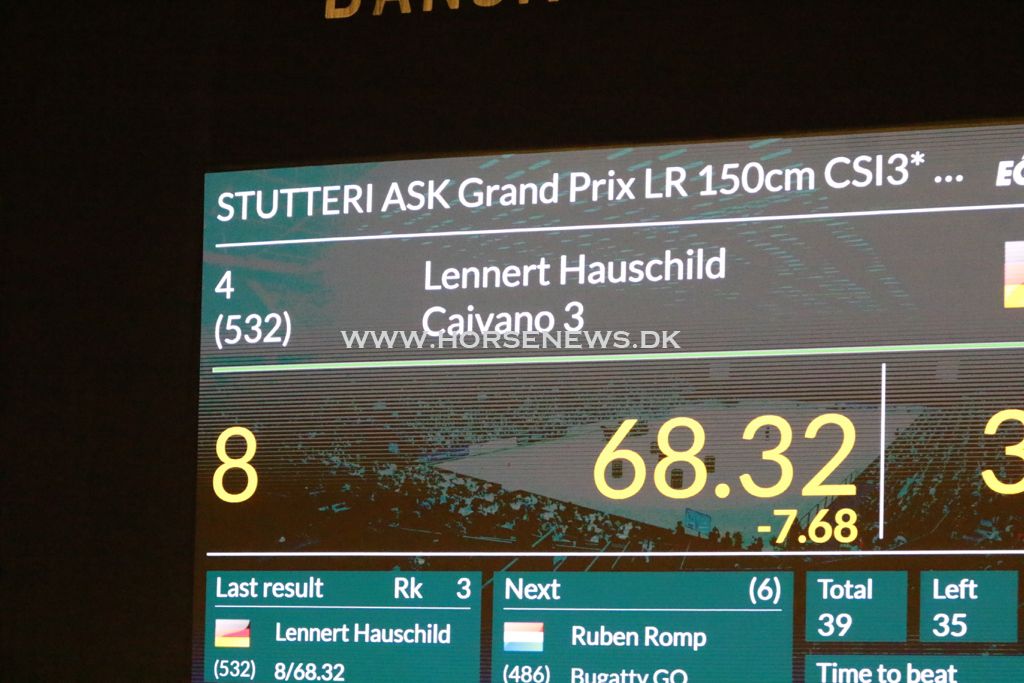 STUTTERI ASK Grand Prix LR 150cm CSI3* ...
4 Lennert Hauschild
(532) Caivano 3
WWW.HORSENEWS.DK
8 68.32 3
-7.68
Last result Rk 3
Lennert Hauschild
(532) 8/68.32
Next (6)
Ruben Romp
(486) Bugatty GO
Total
39
Left
35
Time to beat